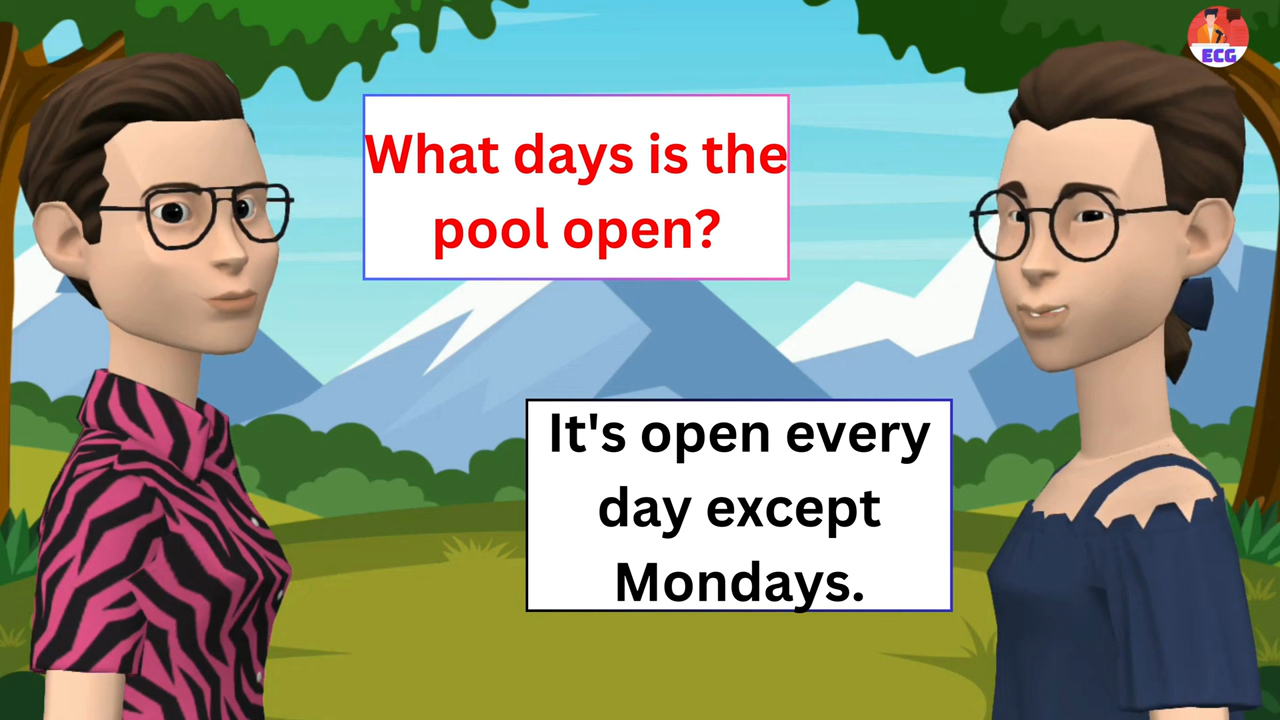 ECG
What days is the
pool open?
It's open every
day except
Mondays.